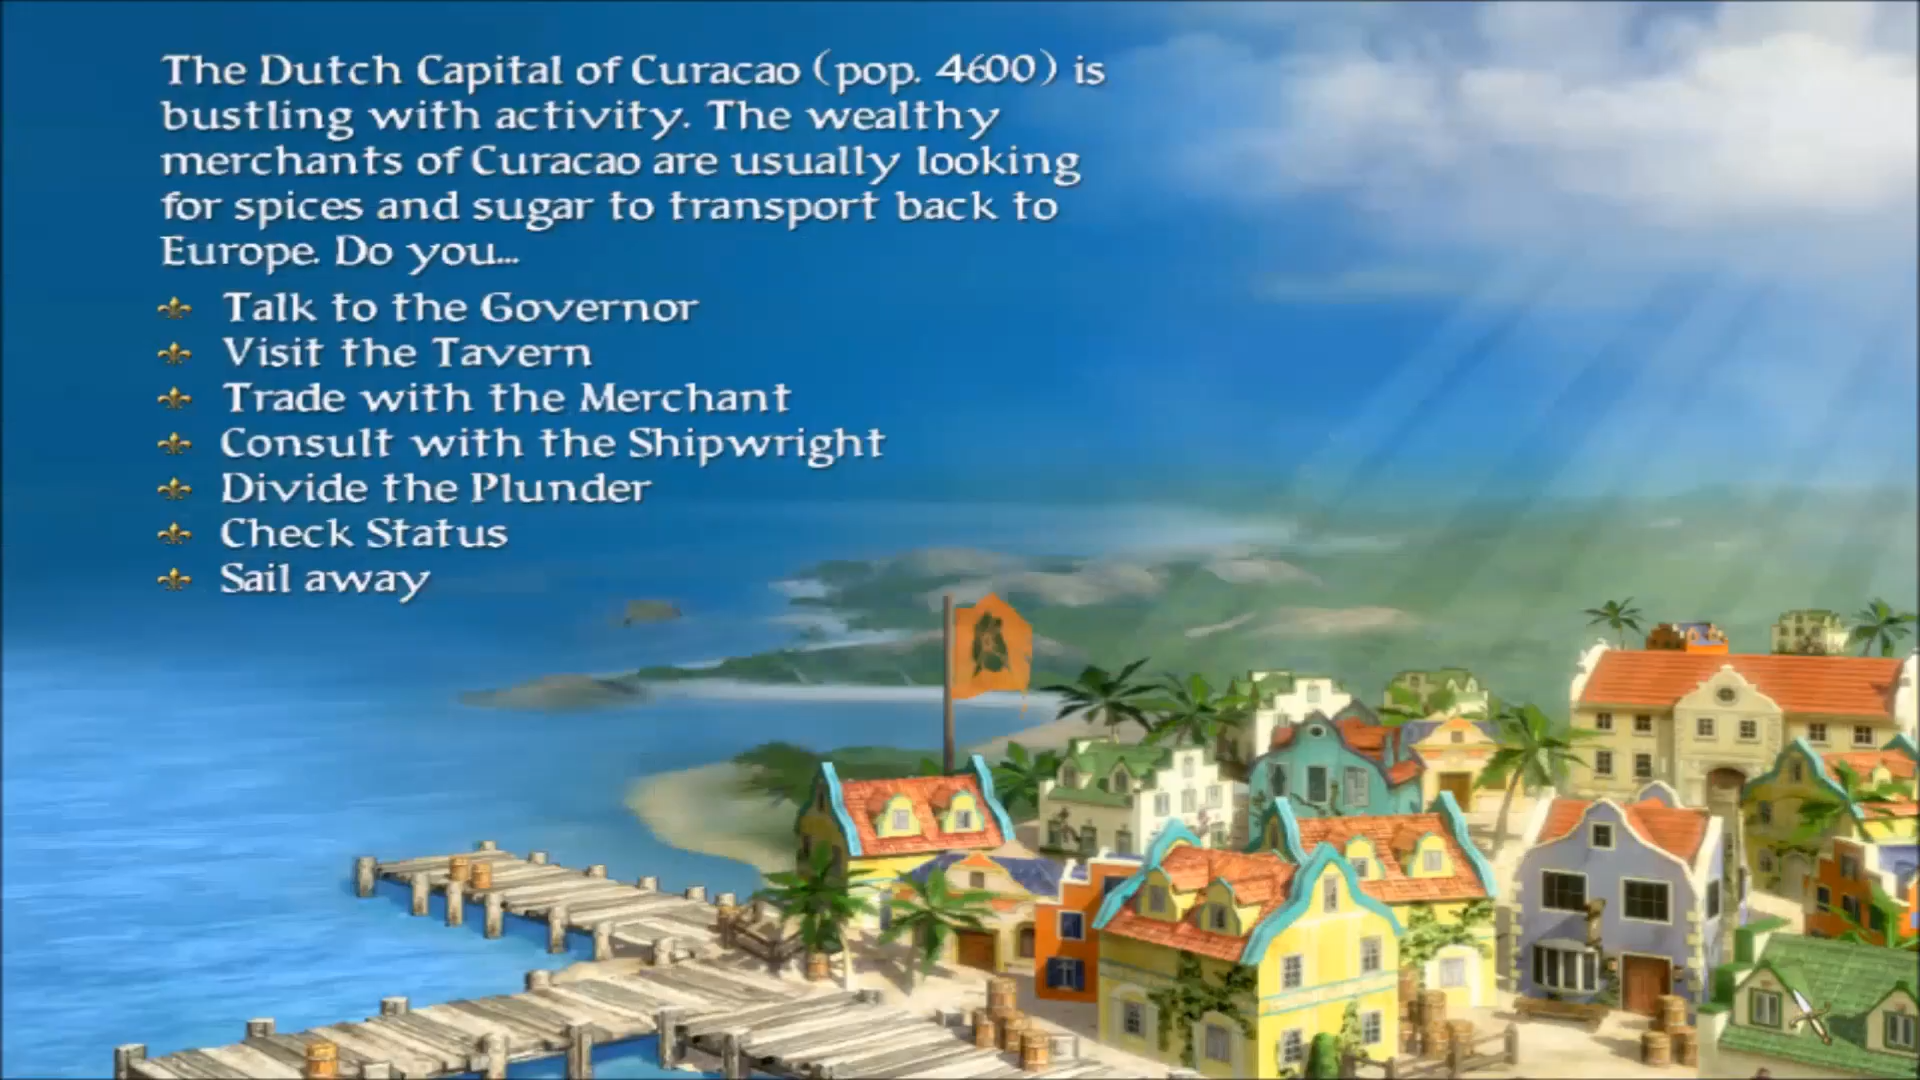 The Dutch Capital of Curacao (pop. 4600) is
bustling with activity. The wealthy
merchants of Curacao are usually looking
for spices and sugar to transport back to
Europe. Do you...
Talk to the Governor
Visit the Tavern
Trade with the Merchant
Consult with the Shipwright
Divide the Plunder
Check Status
Sail away